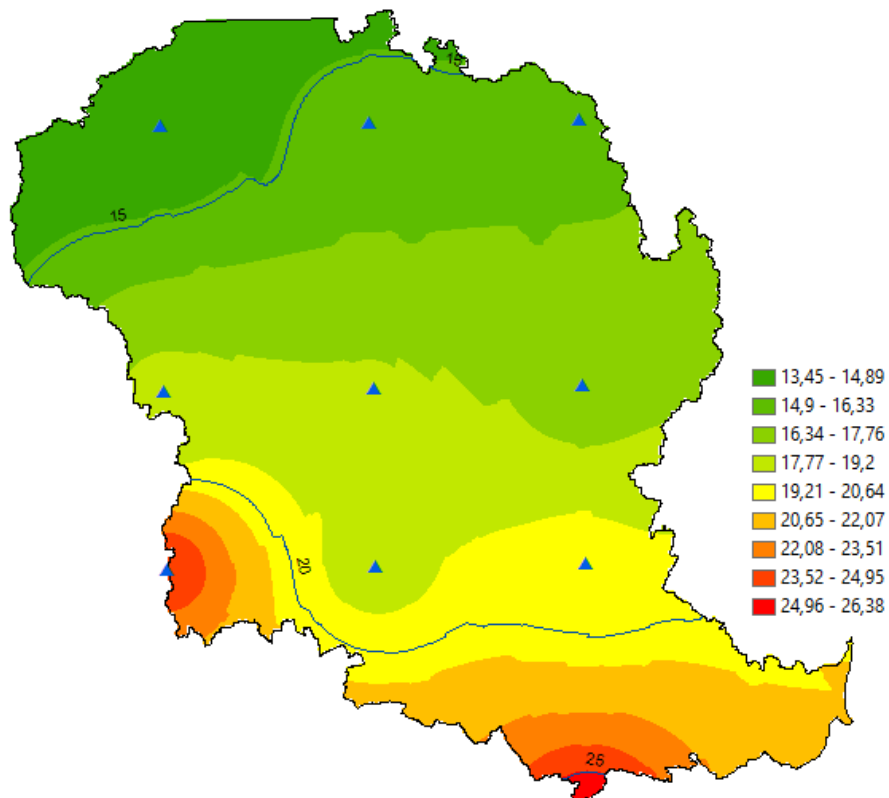 15
15
13,45 - 14,89
14,9 - 16,33
16,34 - 17,76
17,77 - 19,2
19,21 - 20,64
20,65 - 22,07
22,08 - 23,51
23,52 - 24,95
24,96 - 26,38
20
25